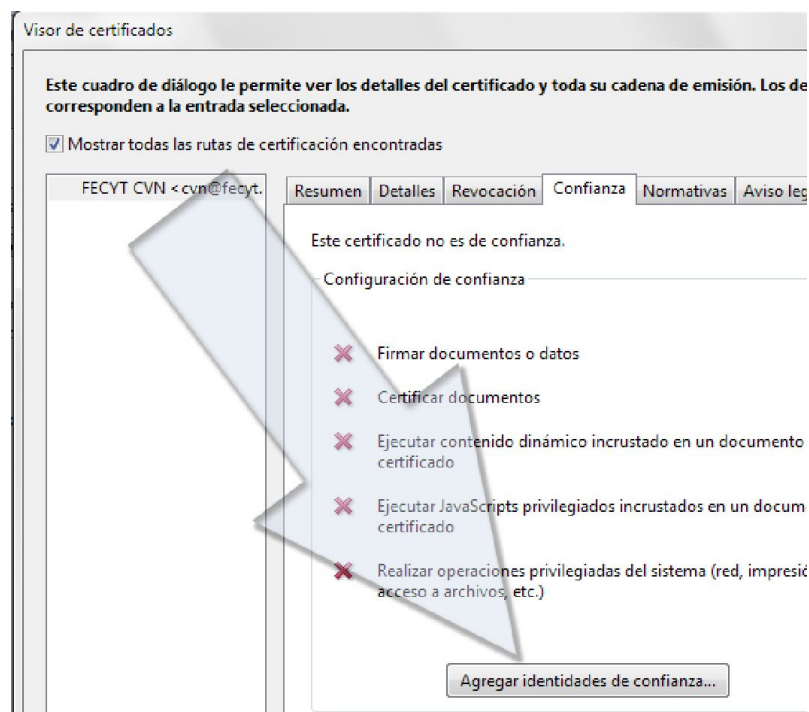 Visor de certificados
Este cuadro de diálogo le permite ver los detalles del certificado y toda su cadena de emisión. Los de
corresponden a la entrada seleccionada.
Mostrar todas las rutas de certificación encontradas
FECYT CVN <cvn@fecyt.
Resumen Detalles Revocación Confianza Normativas Aviso leg
Este certificado no es de confianza.
Configuración de confianza
Firmar documentos o datos
Certificar documentos
Ejecutar contenido dinámico incrustado en un documento
certificado
Ejecutar JavaScripts privilegiados incrustados en un docum
certificado
Realizar operaciones privilegiadas del sistema (red, impresió
acceso a archivos, etc.)
Agregar identidades de confianza...